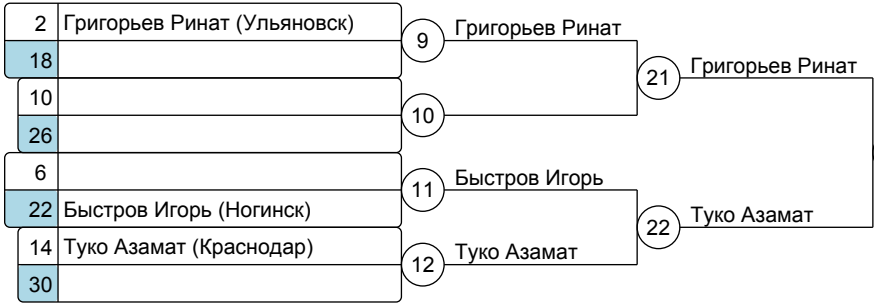 2 Григорьев Ринат (Ульяновск)
18
9 Григорьев Ринат
10
26
10
21 Григорьев Ринат
6
22 Быстров Игорь (Ногинск)
11 Быстров Игорь
14 Туко Азамат (Краснодар)
30
12 Туко Азамат
22 Туко Азамат